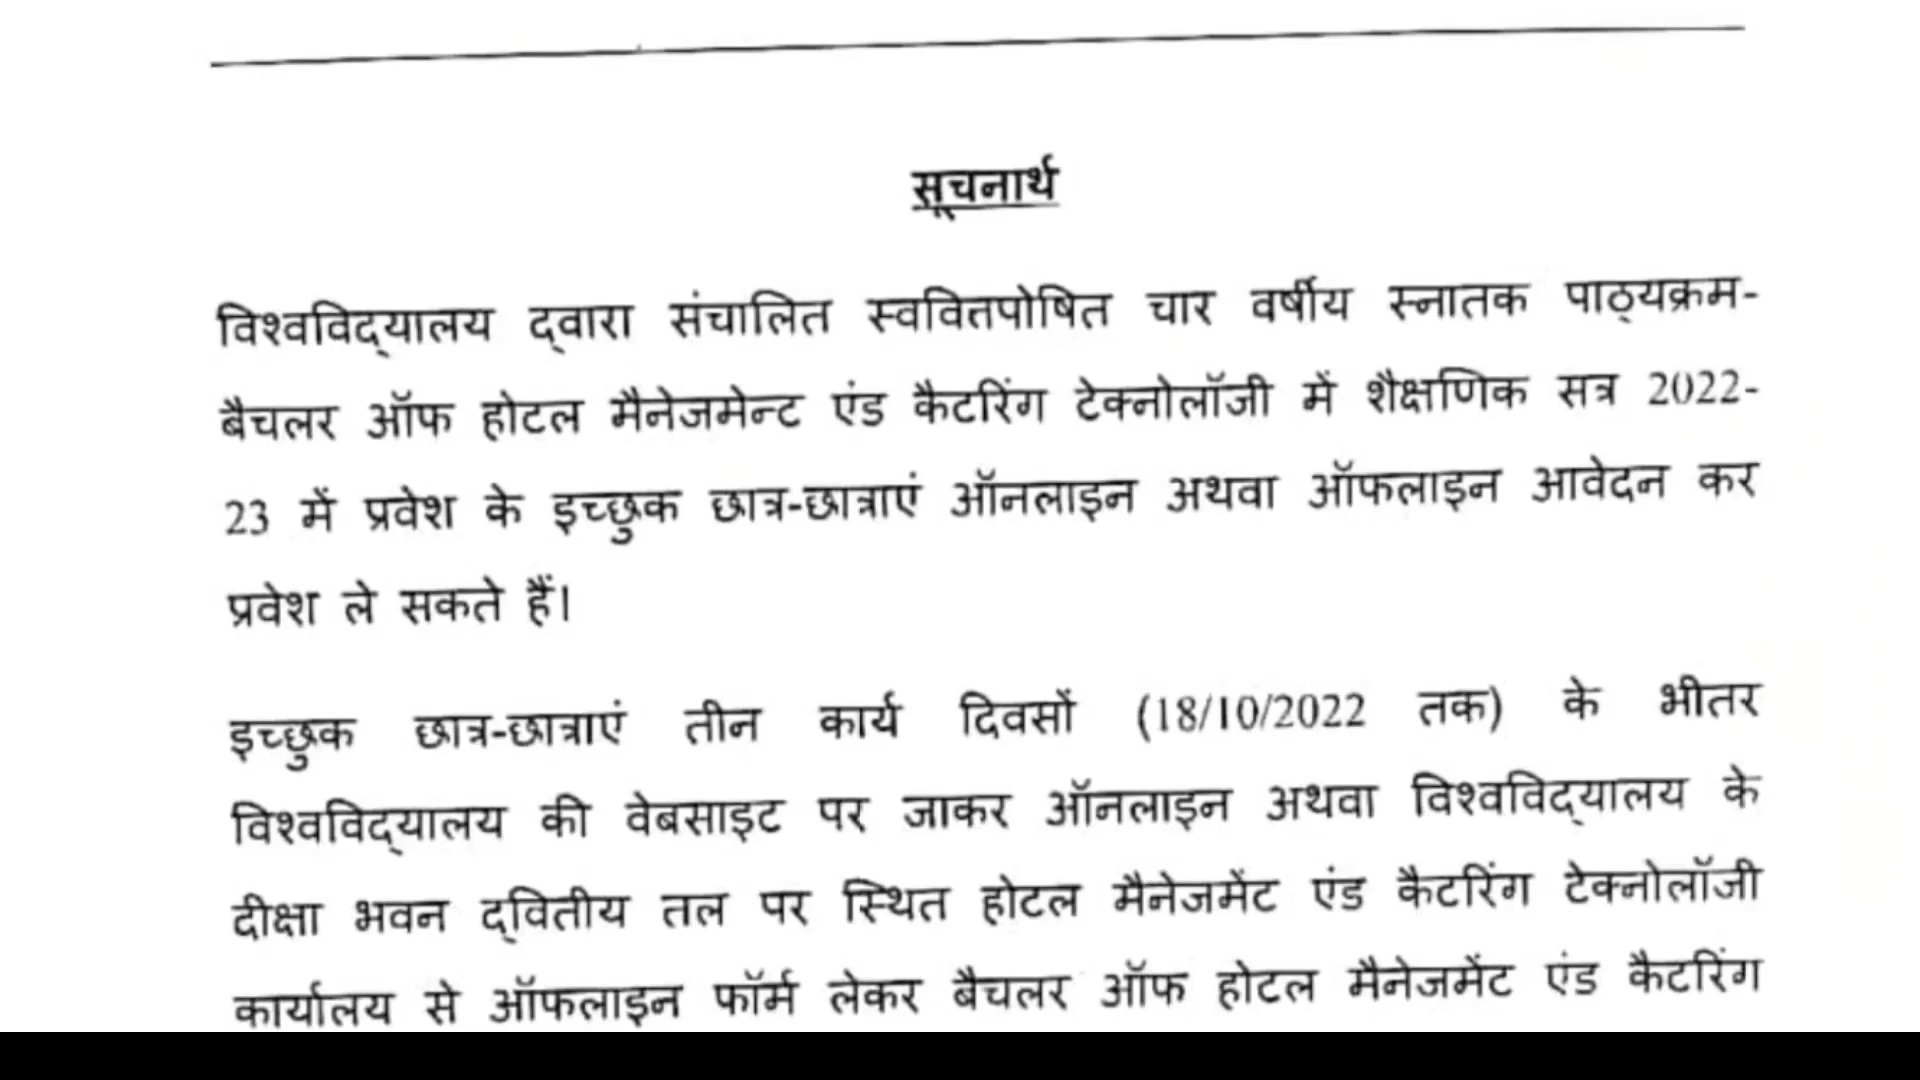 सूचनार्थ
विश्वविद्यालय द्वारा संचालित स्ववित्तपोषित चार वर्षीय स्नातक पाठ्यक्रम-
बैचलर ऑफ होटल मैनेजमेन्ट एंड कैटरिंग टेक्नोलॉजी में शैक्षणिक सत्र 2022-
23 में प्रवेश के इच्छुक छात्र-छात्राएं ऑनलाइन अथवा ऑफलाइन आवेदन कर
प्रवेश ले सकते हैं।
इच्छुक छात्र-छात्राएं तीन कार्य दिवसों (18/10/2022 तक) के भीतर
विश्वविद्यालय की वेबसाइट पर जाकर ऑनलाइन अथवा विश्वविद्यालय के
दीक्षा भवन द्वितीय तल पर स्थित होटल मैनेजमेंट एंड कैटरिंग टेक्नोलॉजी
कार्यालय से ऑफलाइन फॉर्म लेकर बैचलर ऑफ होटल मैनेजमेंट एंड कैटरिंग